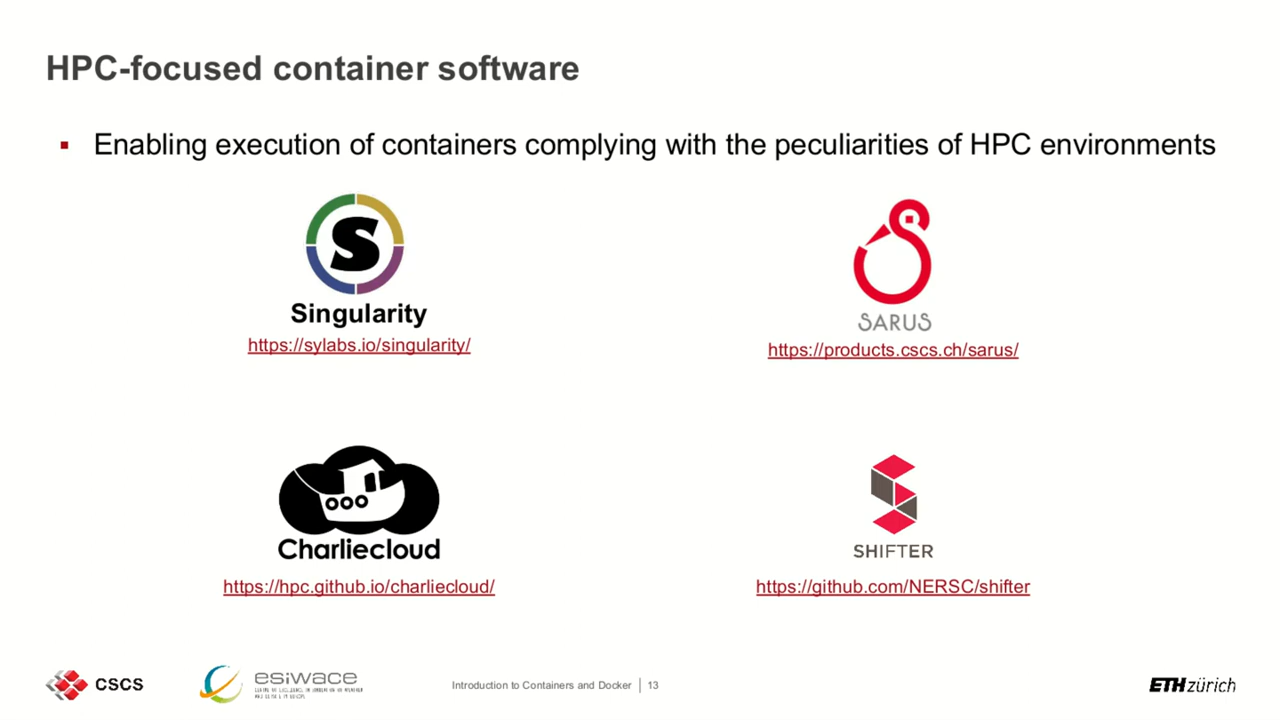 HPC-focused container software
Enabling execution of containers complying with the peculiarities of HPC environments
S
Singularity
https://sylabs.io/singularity/
SARUS
https://products.cscs.ch/sarus/
Charliecloud
https://hpc.github.io/charliecloud/
SHIFTER
https://github.com/NERSC/shifter
CSCS
esiwace
Introduction to Containers and Docker | 13
ETH zürich